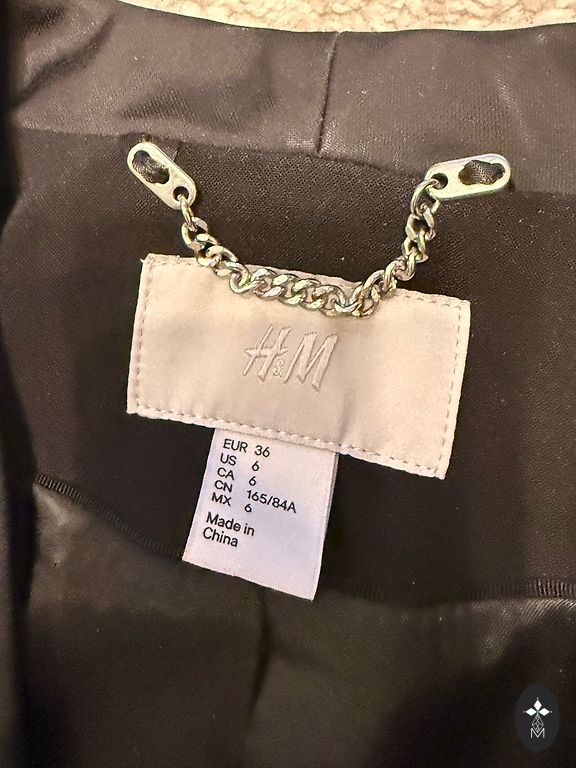 H&M
EUR 36
US 6
CA 6
CN 165/84A
MX 6
Made in
China
M